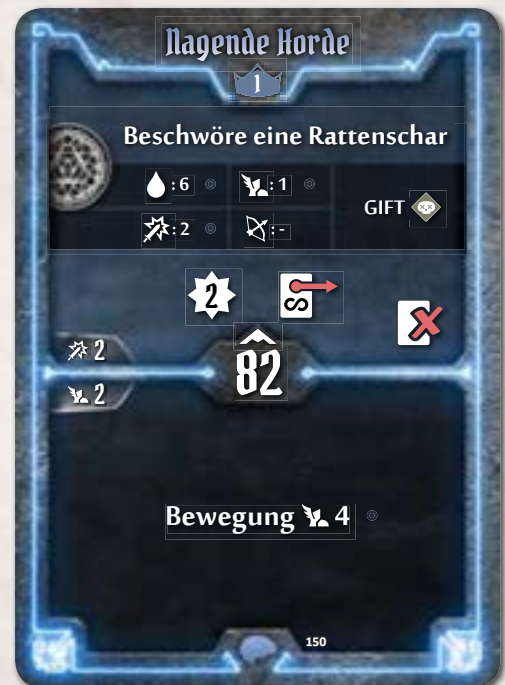 Nagende Horde
1
Beschwöre eine Rattenschar
: 6
: 1
GIFT
: 2
: -
2
2
82
2
Bewegung 4
150